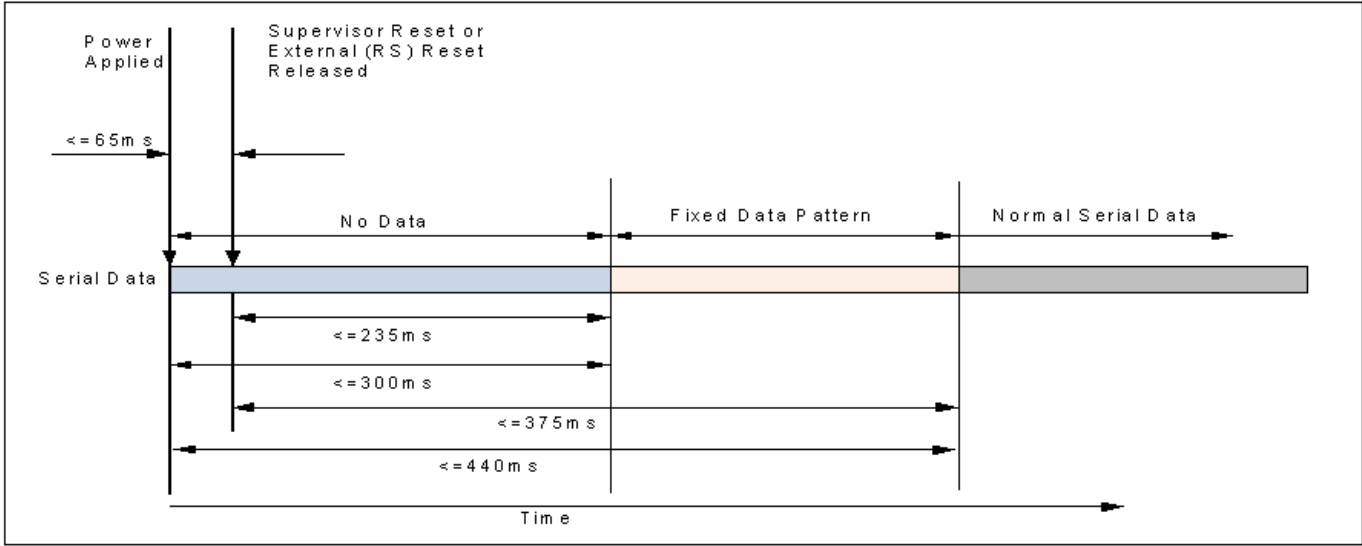 Power
Applied
Supervisor Reset or
External (RS) Reset
Released
<=65ms
No Data
Fixed Data Pattern
Normal Serial Data
Serial Data
<=235ms
<=300ms
<=375ms
<=440ms
Time